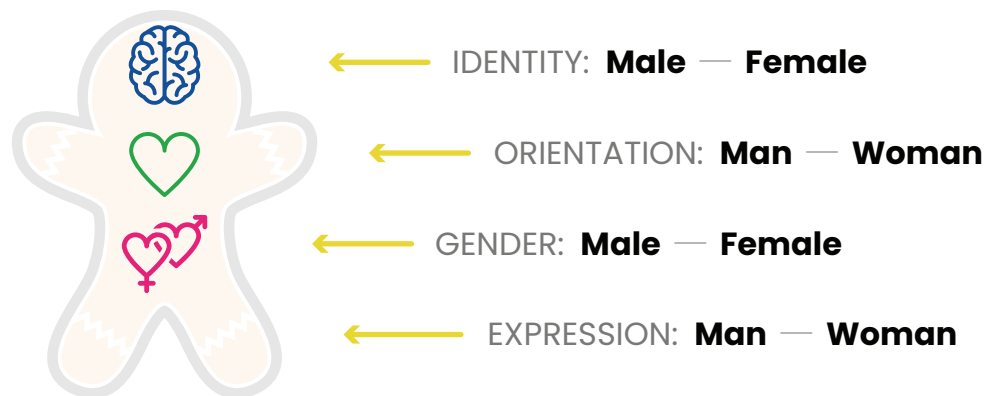 IDENTITY: Male — Female
ORIENTATION: Man — Woman
GENDER: Male — Female
EXPRESSION: Man — Woman